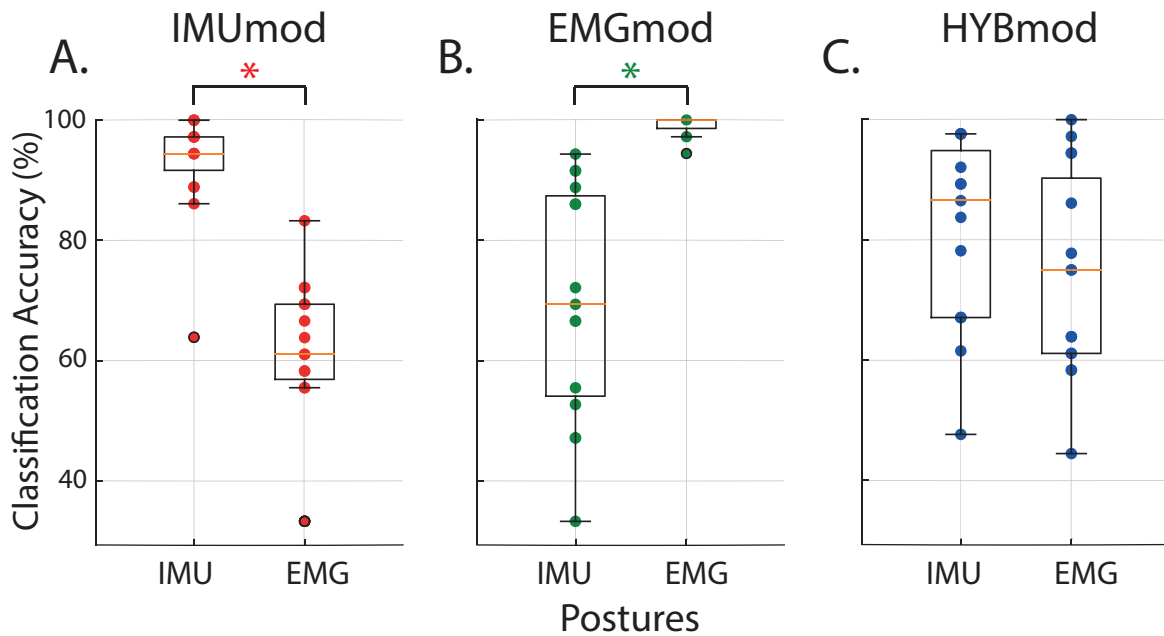 IMUmod
EMGmod
HYBmod
A.
B.
C.
*
*
Classification Accuracy (%)
100
80
60
40
IMU
EMG
IMU
EMG
IMU
EMG
Postures